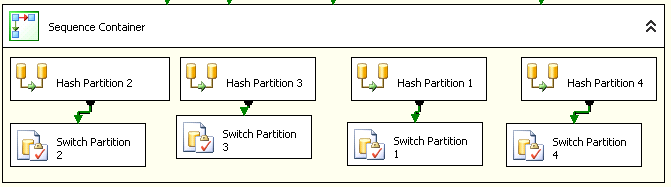 Sequence Container
Hash Partition 2
Hash Partition 3
Hash Partition 1
Hash Partition 4
Switch Partition
2
Switch Partition
3
Switch Partition
1
Switch Partition
4